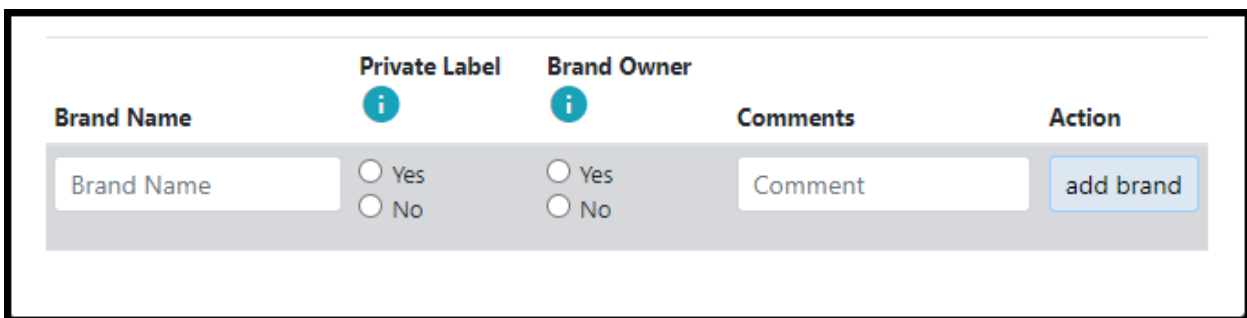 Private Label Brand Owner
i i
Brand Name Comments Action
Brand Name Yes Yes Comment add brand
No No